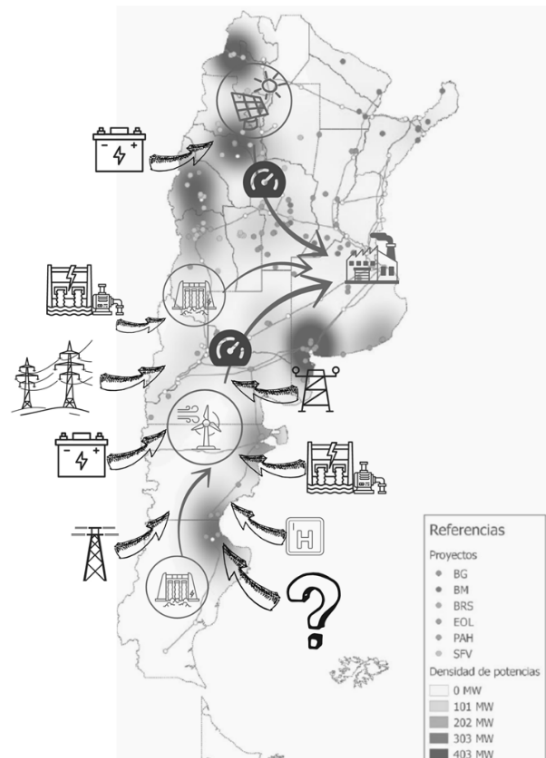 - +
- +
H
?
Referencias
Proyectos
BG
BM
BRS
EOL
PAH
SFV
Densidad de potencias
0 MW
101 MW
202 MW
303 MW
403 MW